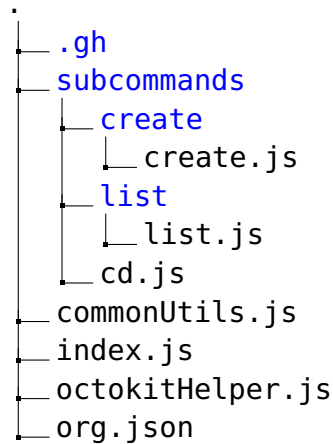 .
.gh
subcommands
create
create.js
list
list.js
cd.js
commonUtils.js
index.js
octokitHelper.js
org.json